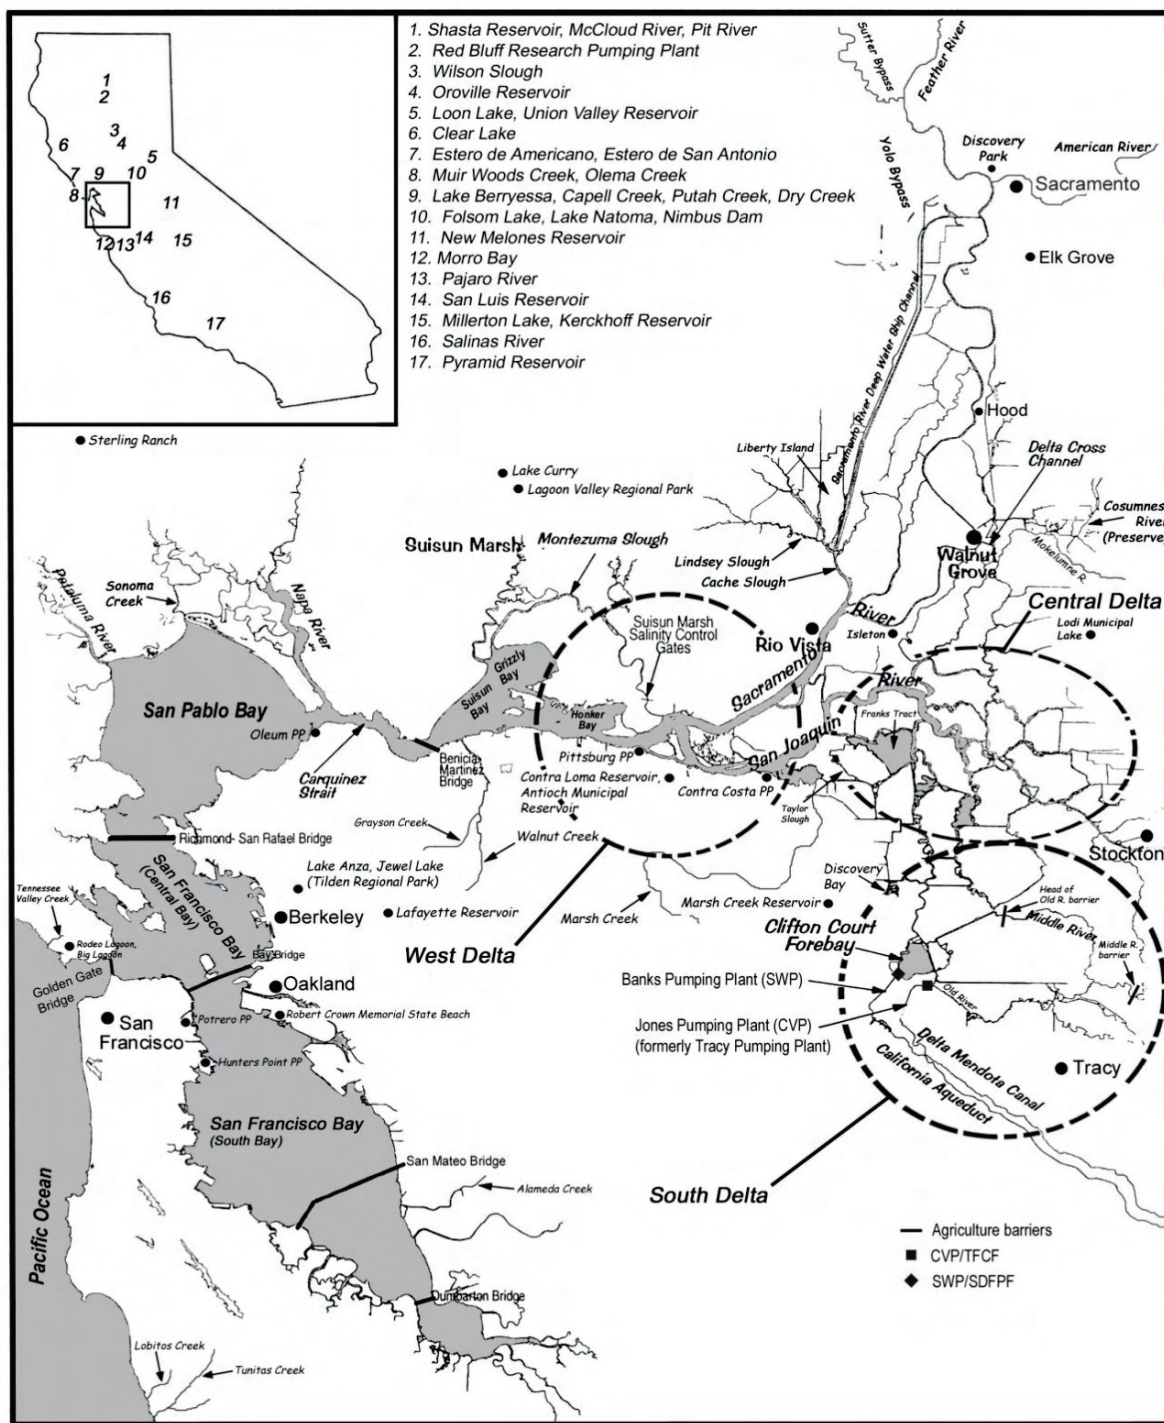 1. Shasta Reservoir, McCloud River, Pit River
2. Red Bluff Research Pumping Plant
3. Wilson Slough
4. Oroville Reservoir
5. Loon Lake, Union Valley Reservoir
6. Clear Lake
7. Estero de Americano, Estero de San Antonio
8. Muir Woods Creek, Olema Creek
9. Lake Berryessa, Capell Creek, Putah Creek, Dry Creek
10. Folsom Lake, Lake Natoma, Nimbus Dam
11. New Melones Reservoir
12. Morro Bay
13. Pajaro River
14. San Luis Reservoir
15. Millerton Lake, Kerckhoff Reservoir
16. Salinas River
17. Pyramid Reservoir
1
2
3
4
5
6
7
9
10
8
11
12
13
14
15
16
17
Sutter Bypass
Feather River
Yolo Bypass
Discovery
Park
American River
Sacramento
Elk Grove
Sacramento River Deep Water Ship Channel
Hood
Sterling Ranch
Lake Curry
Lagoon Valley Regional Park
Liberty Island
Delta Cross
Channel
Cosumnes
River
(Preserve)
Mokelumne R.
Walnut
Grove
Suisun Marsh
Montezuma Slough
Lindsey Slough
Cache Slough
Petaluma River
Sonoma
Creek
Napa River
Suisun Marsh
Salinity Control
Gates
Rio Vista
Sacramento
River
Isleton
Central Delta
Lodi Municipal
Lake
San Pablo Bay
Oleum PP
Carquinez
Strait
Suisun
Bay
Grizzly
Bay
Honker
Bay
Benicia
Martinez
Bridge
Pittsburg PP
Contra Loma Reservoir,
Antioch Municipal
Reservoir
Contra Costa PP
San Joaquin
River
Franks Tract
Taylor
Slough
Grayson Creek
Walnut Creek
Richmond- San Rafael Bridge
San Francisco Bay
(Central Bay)
Lake Anza, Jewel Lake
(Tilden Regional Park)
Berkeley
Lafayette Reservoir
Tennessee
Valley Creek
Rodeo Lagoon,
Big Lagoon
Golden Gate
Bridge
Bay Bridge
Oakland
West Delta
Marsh Creek
Marsh Creek Reservoir
Discovery
Bay
Stockton
Clifton Court
Forebay
Head of
Old R. barrier
Middle River
Middle R.
barrier
Banks Pumping Plant (SWP)
Old River
Jones Pumping Plant (CVP)
(formerly Tracy Pumping Plant)
Tracy
Delta Mendota Canal
California Aqueduct
San
Francisco
Potrero PP
Robert Crown Memorial State Beach
Hunters Point PP
San Francisco Bay
(South Bay)
San Mateo Bridge
Alameda Creek
South Delta
Pacific Ocean
Dumbarton Bridge
Lobitos Creek
Tunitas Creek
Agriculture barriers
CVP/TFCF
SWP/SDFPF